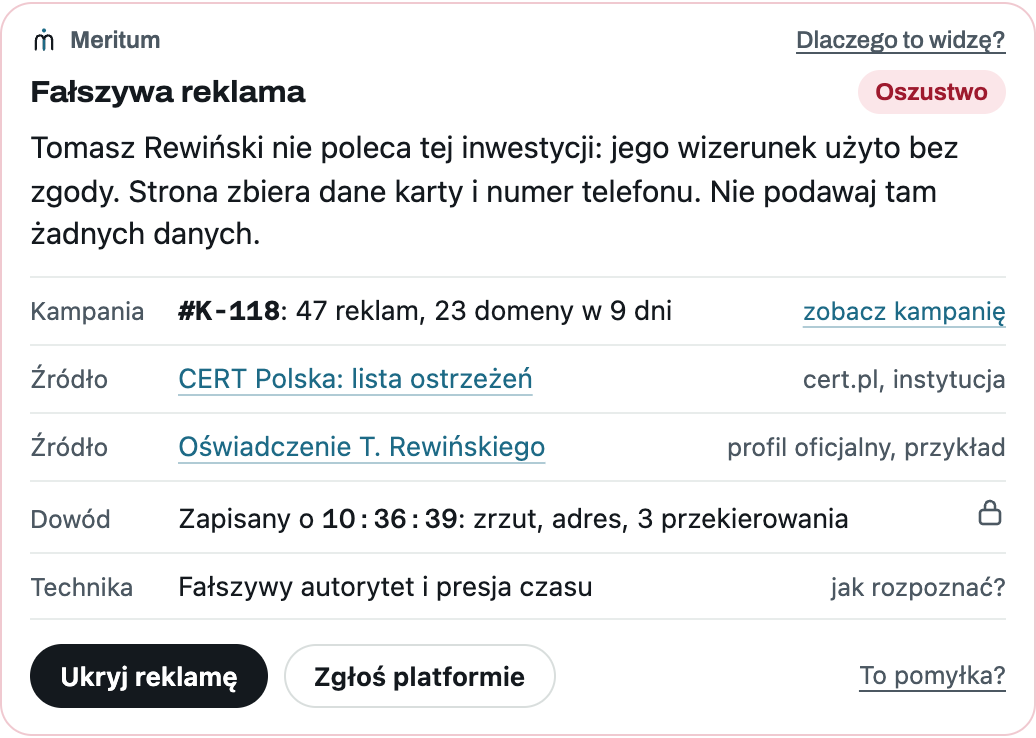 Meritum
Dlaczego to widzę?
Fałszywa reklama
Oszustwo
Tomasz Rewiński nie poleca tej inwestycji: jego wizerunek użyto bez
zgody. Strona zbiera dane karty i numer telefonu. Nie podawaj tam
żadnych danych.
Kampania #K-118: 47 reklam, 23 domeny w 9 dni zobacz kampanię
Źródło CERT Polska: lista ostrzeżeń cert.pl, instytucja
Źródło Oświadczenie T. Rewińskiego profil oficjalny, przykład
Dowód Zapisany o 10:36:39: zrzut, adres, 3 przekierowania
Technika Fałszywy autorytet i presja czasu jak rozpoznać?
Ukryj reklamę Zgłoś platformie To pomyłka?